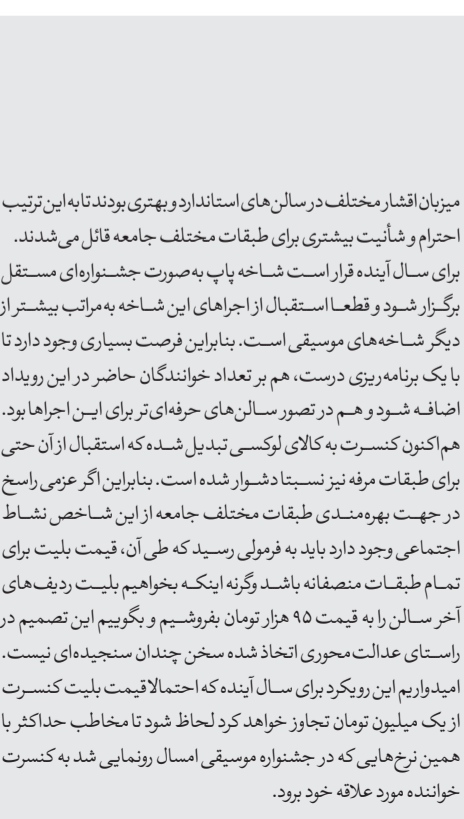 میزبان اقشار مختلف در سالن‌های استاندارد و بهتری بودند تا به این ترتیب
احترام و شأنیت بیشتری برای طبقات مختلف جامعه قائل می‌شدند.
برای سال آینده قرار است شاخه پاپ به‌صورت جشنواره‌ای مستقل
برگزار شود و قطعا استقبال از اجراهای این شاخه به‌مراتب بیشتر از
دیگر شاخه‌های موسیقی است. بنابراین فرصت بسیاری وجود دارد تا
با یک برنامه‌ریزی درست، هم بر تعداد خوانندگان حاضر در این رویداد
اضافه شود و هم در تصور سالن‌های حرفه‌ای‌تر برای این اجراها بود.
هم‌اکنون کنسرت به کالای لوکسی تبدیل شده که استقبال از آن حتی
برای طبقات مرفه نیز نسبتا دشوار شده است. بنابراین اگر عزمی راسخ
در جهت بهره‌مندی طبقات مختلف جامعه از این شاخص نشاط
اجتماعی وجود دارد باید به فرمولی رسید که طی آن، قیمت بلیت برای
تمام طبقات منصفانه باشد وگرنه اینکه بخواهیم بلیت ردیف‌های
آخر سالن را به قیمت ۹۵ هزار تومان بفروشیم و بگوییم این تصمیم در
راستای عدالت‌محوری اتخاذ شده سخن چندان سنجیده‌ای نیست.
امیدواریم این رویکرد برای سال آینده که احتمالا قیمت بلیت کنسرت
از یک میلیون تومان تجاوز خواهد کرد لحاظ شود تا مخاطب حداکثر با
همین نرخ‌هایی که در جشنواره موسیقی امسال رونمایی شد به کنسرت
خواننده مورد علاقه خود برود.